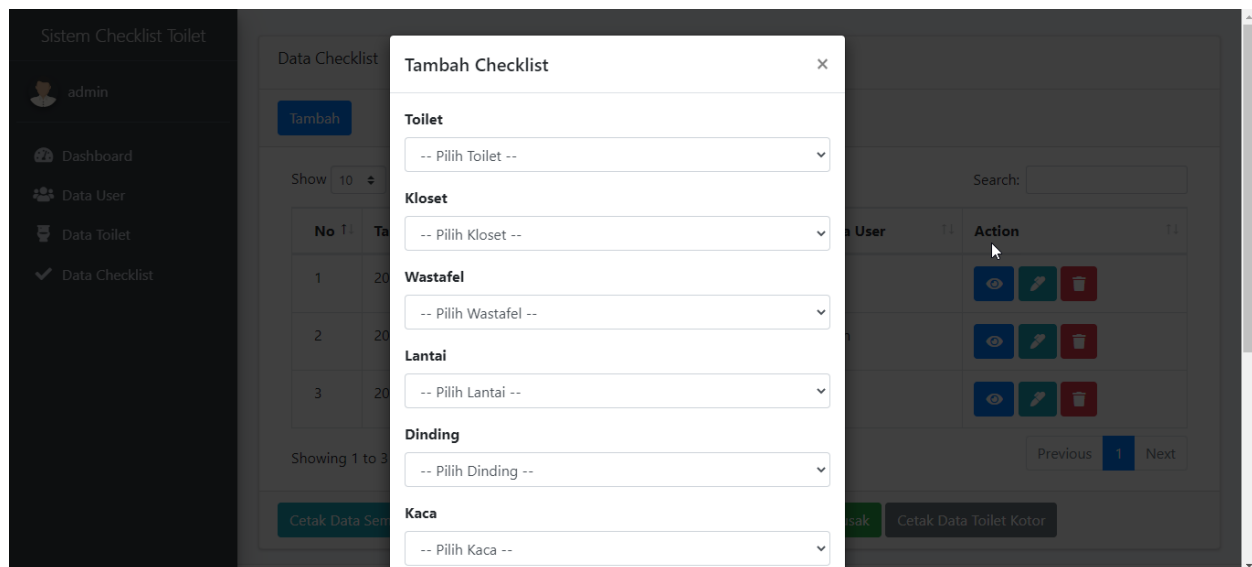 Sistem Checklist Toilet
admin
Dashboard
Data User
Data Toilet
Data Checklist
Data Checklist
Tambah
Show 10
Search:
No
User
Action
1
2
3
Showing 1 to 3
Previous 1 Next
Cetak Data
Cetak Data Toilet Kotor
Tambah Checklist ×
Toilet
-- Pilih Toilet --
Kloset
-- Pilih Kloset --
Wastafel
-- Pilih Wastafel --
Lantai
-- Pilih Lantai --
Dinding
-- Pilih Dinding --
Kaca
-- Pilih Kaca --